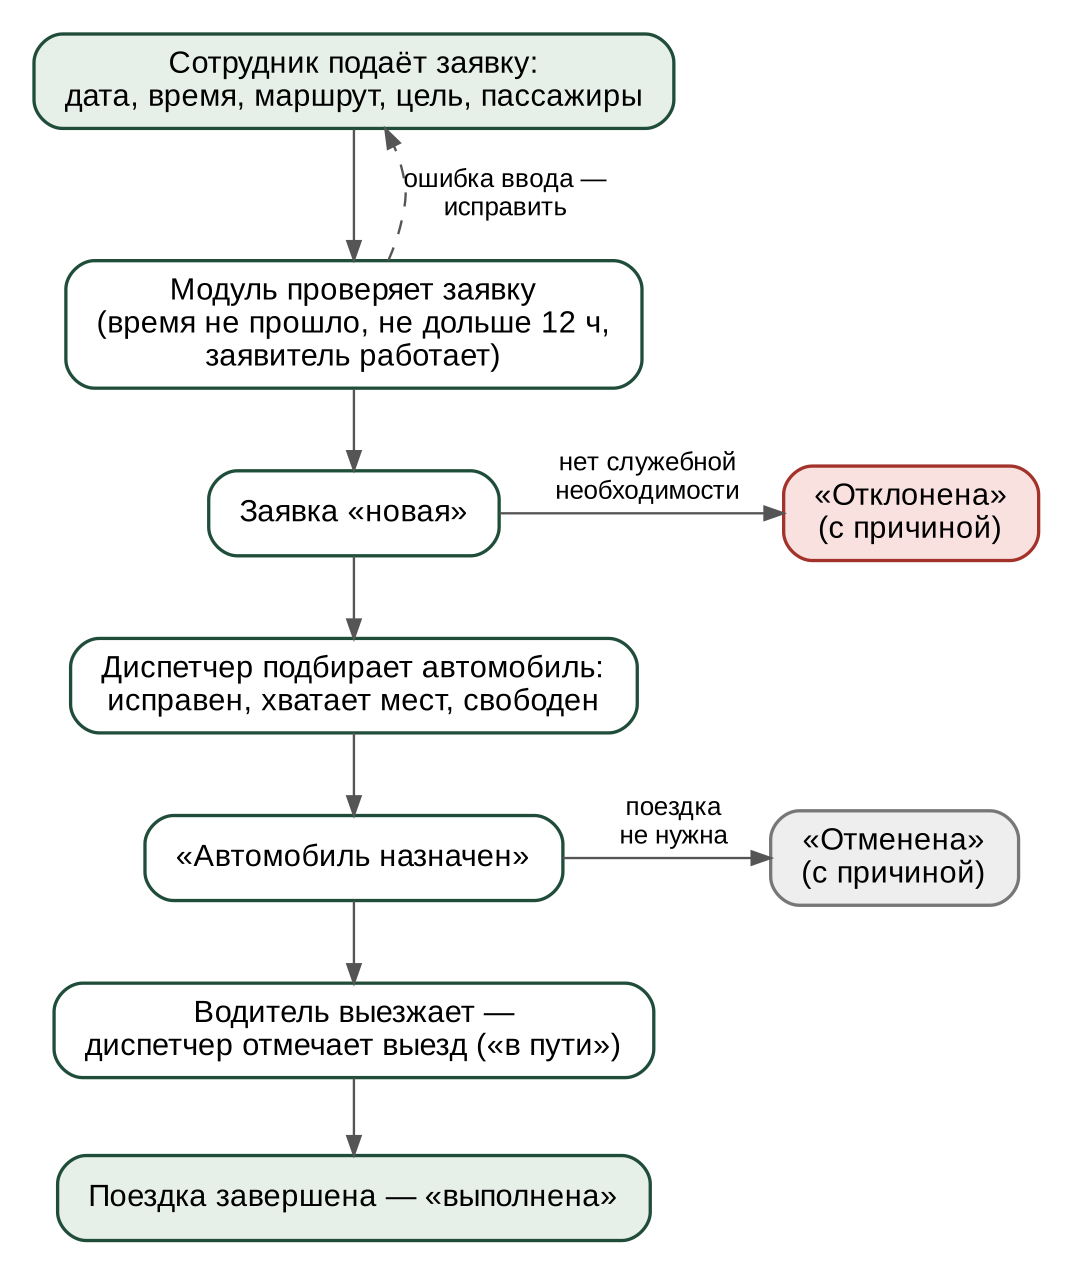 Сотрудник подаёт заявку:
дата, время, маршрут, цель, пассажиры
ошибка ввода —
исправить
Модуль проверяет заявку
(время не прошло, не дольше 12 ч,
заявитель работает)
Заявка «новая»
нет служебной
необходимости
«Отклонена»
(с причиной)
Диспетчер подбирает автомобиль:
исправен, хватает мест, свободен
«Автомобиль назначен»
поездка
не нужна
«Отменена»
(с причиной)
Водитель выезжает —
диспетчер отмечает выезд («в пути»)
Поездка завершена — «выполнена»